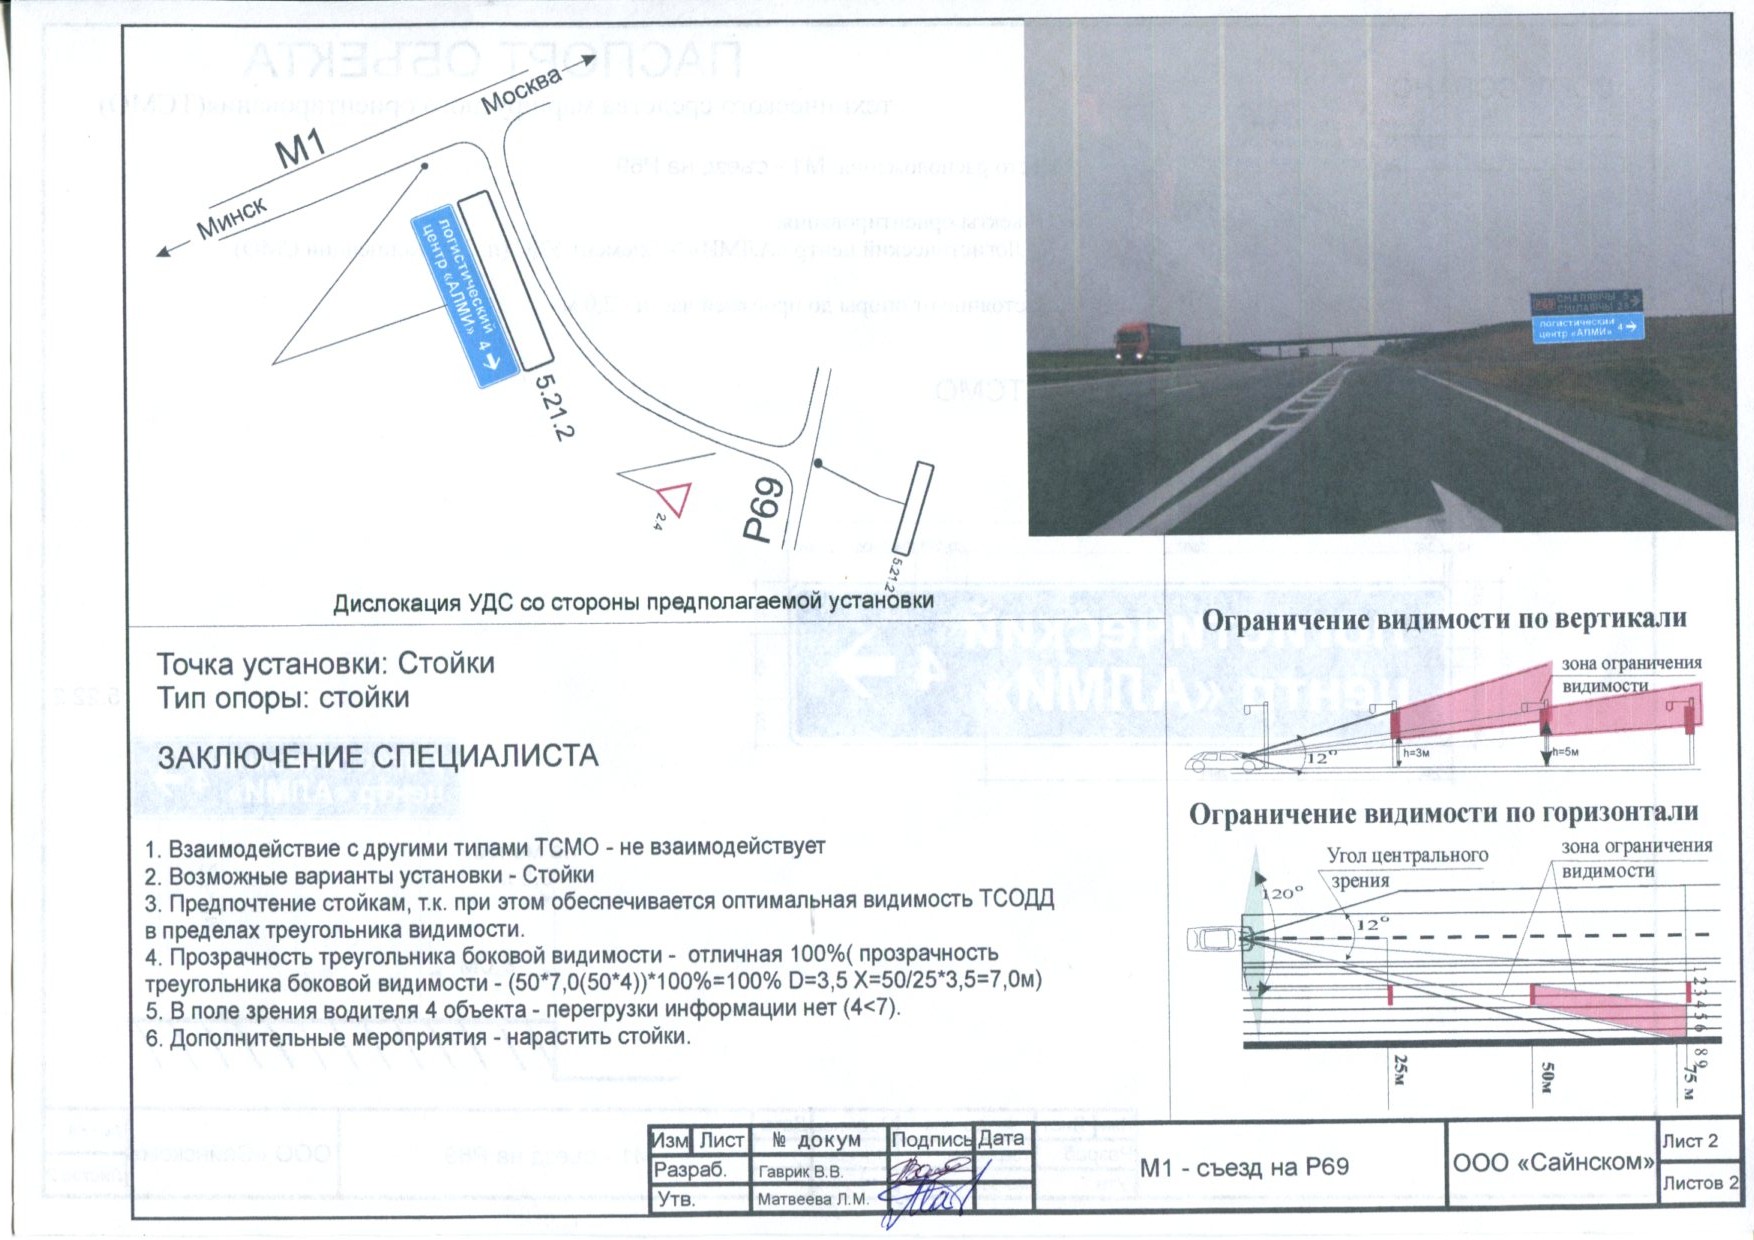 М1
Москва
Минск
логистический
центр «АЛМИ» 4
5.21.2
2.4
Р69
5.21.2
Дислокация УДС со стороны предполагаемой установки
логистический
центр «АЛМИ» 4
Точка установки: Стойки
Тип опоры: стойки
ЗАКЛЮЧЕНИЕ СПЕЦИАЛИСТА
1. Взаимодействие с другими типами ТСМО - не взаимодействует
2. Возможные варианты установки - Стойки
3. Предпочтение стойкам, т.к. при этом обеспечивается оптимальная видимость ТСОДД
в пределах треугольника видимости.
4. Прозрачность треугольника боковой видимости - отличная 100%( прозрачность
треугольника боковой видимости - (50*7,0(50*4))*100%=100% D=3,5 X=50/25*3,5=7,0м)
5. В поле зрения водителя 4 объекта - перегрузки информации нет (4<7).
6. Дополнительные мероприятия - нарастить стойки.
Ограничение видимости по вертикали
зона ограничения
видимости
12°
h=3м
h=5м
Ограничение видимости по горизонтали
Угол центрального
зрения
зона ограничения
видимости
120°
12°
1 2 3 4 5 6 8 9
25м
50м
75 м
Изм Лист № докум Подпись Дата
Разраб. Гаврик В.В.
Утв. Матвеева Л.М.
М1 - съезд на Р69
ООО «Сайнском»
Лист 2
Листов 2